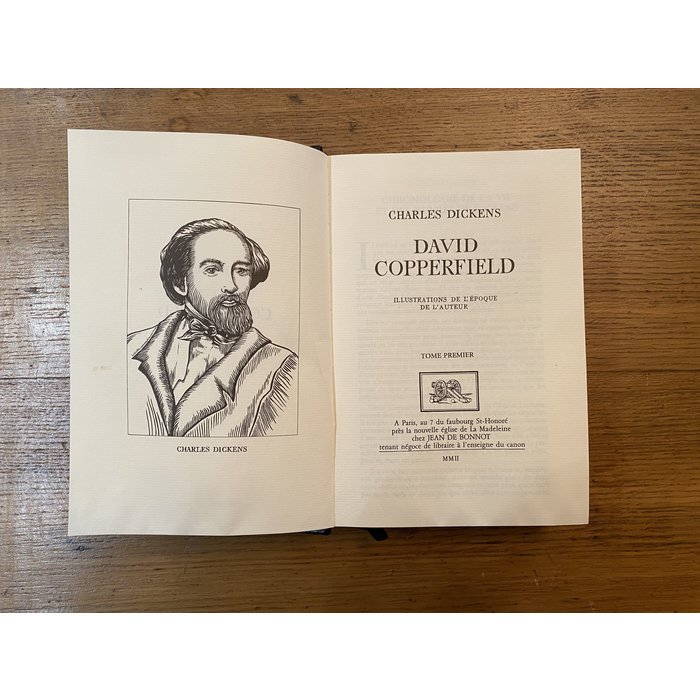 CHARLES DICKENS
CHARLES DICKENS
DAVID
COPPERFIELD
ILLUSTRATIONS DE L'ÉPOQUE
DE L'AUTEUR
TOME PREMIER
A Paris, au 7 du faubourg St-Honoré
près la nouvelle église de La Madeleine
chez JEAN DE BONNOT
tenant négoce de libraire à l'enseigne du canon
MMII